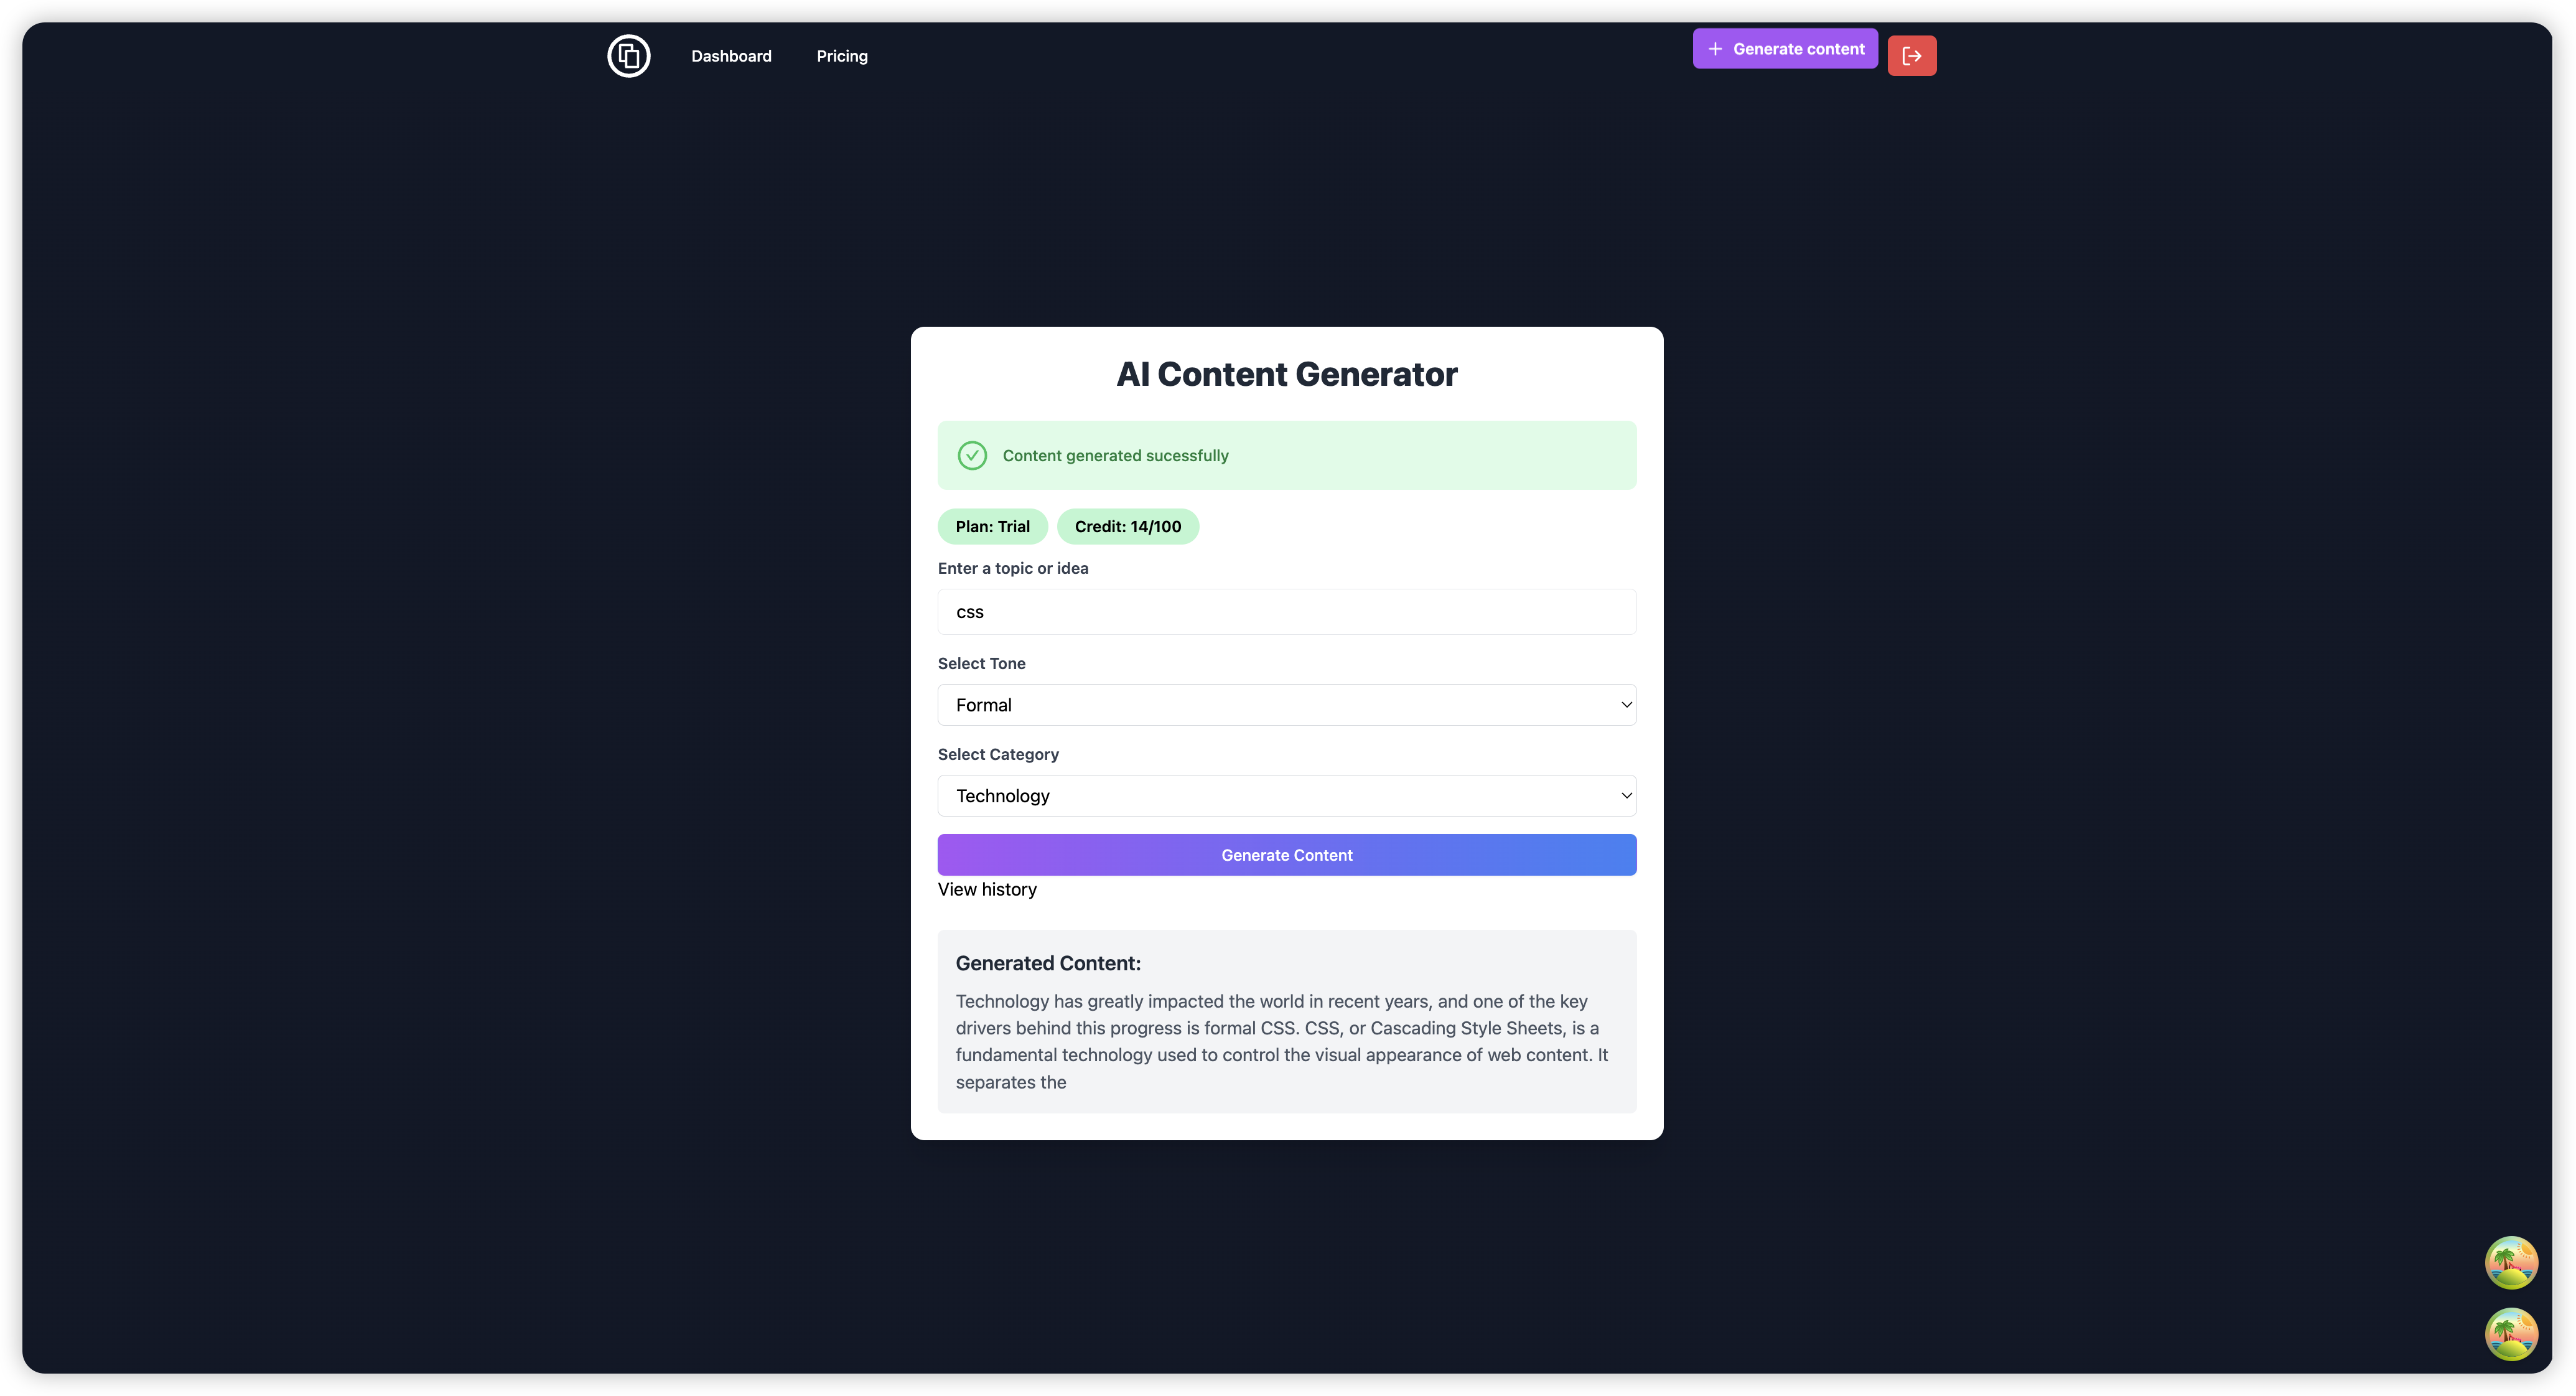 Dashboard
Pricing
Generate content
AI Content Generator
Content generated sucessfully
Plan: Trial
Credit: 14/100
Enter a topic or idea
css
Select Tone
Formal
Select Category
Technology
Generate Content
View history
Generated Content:
Technology has greatly impacted the world in recent years, and one of the key
drivers behind this progress is formal CSS. CSS, or Cascading Style Sheets, is a
fundamental technology used to control the visual appearance of web content. It
separates the